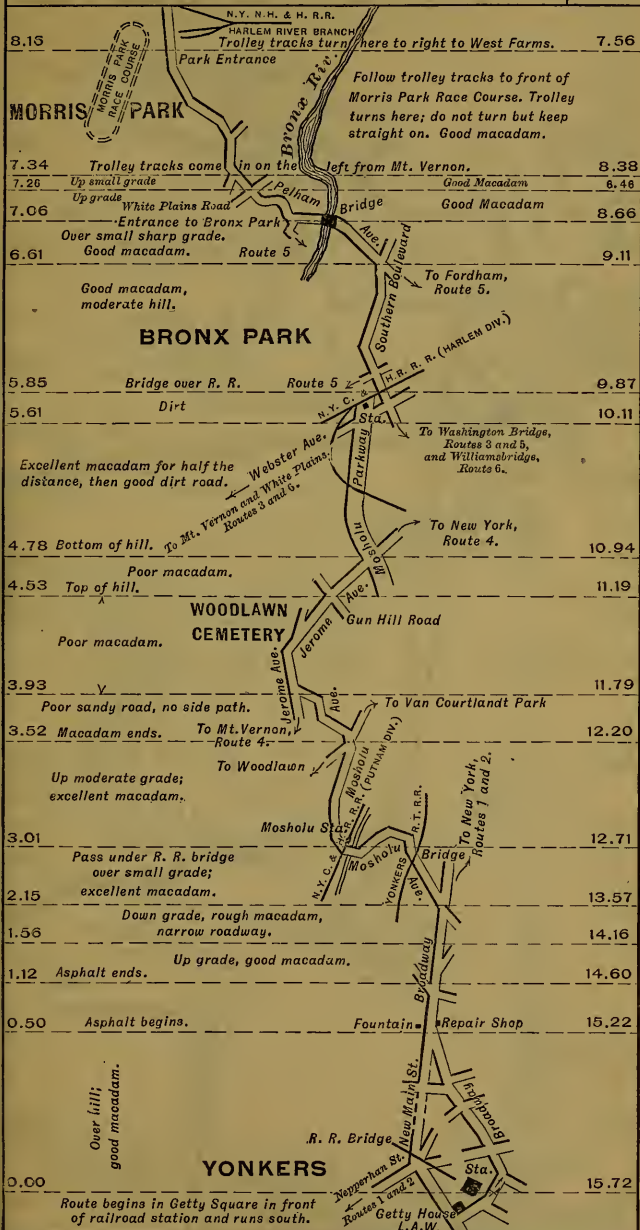 N.Y. N.H. & H. R.R.
HARLEM RIVER BRANCH
8.16 Trolley tracks turn here to right to West Farms. 7.56
Park Entrance
MORRIS PARK
RACE COURSE
Bronx Riv.
Follow trolley tracks to front of
Morris Park Race Course. Trolley
turns here; do not turn but keep
straight on. Good macadam.
MORRIS PARK
7.34 Trolley tracks come in on the left from Mt. Vernon. 8.38
7.26 Up small grade Good Macadam 8.46
Up grade White Plains Road Pelham Bridge Good Macadam
7.06 Entrance to Bronx Park 8.66
Over small sharp grade.
Good macadam. Route 5 Ave.
6.61 9.11
Southern Boulevard
To Fordham,
Route 5.
Good macadam,
moderate hill.
BRONX PARK
N.Y. C. & H.R.R.R. (HARLEM DIV.)
5.85 Bridge over R. R. Route 5 9.87
Dirt
5.61 Sta. 10.11
To Washington Bridge,
Routes 3 and 5,
and Williamsbridge,
Route 6.
Webster Ave.
To Mt. Vernon and White Plains,
Routes 3 and 6.
Mosholu Parkway
Excellent macadam for half the
distance, then good dirt road.
To New York,
Route 4.
4.78 Bottom of hill. 10.94
Poor macadam.
4.53 Top of hill. 11.19
WOODLAWN
CEMETERY
Jerome Ave.
Gun Hill Road
Poor macadam.
Jerome Ave.
3.93 11.79
Poor sandy road, no side path.
Ave.
To Van Courtlandt Park
3.52 Macadam ends. To Mt. Vernon, 12.20
Route 4.
To Woodlawn
Mosholu
Up moderate grade;
excellent macadam.
N.Y. C. & H. R. R.R. (PUTNAM DIV.)
Mosholu Sta.
YONKERS R.T. R.R.
To New York,
Routes 1 and 2.
3.01 12.71
Mosholu Ave.
Bridge
Pass under R. R. bridge
over small grade;
excellent macadam.
2.15 13.57
Down grade, rough macadam,
narrow roadway.
1.56 14.16
Up grade, good macadam.
Broadway
1.12 Asphalt ends. 14.60
0.50 Asphalt begins. Fountain Repair Shop 15.22
New Main St.
Broadway
Over hill;
good macadam.
R. R. Bridge
YONKERS
Nepperhan St.
Routes 1 and 2
Sta.
0.00 15.72
Route begins in Getty Square in front
of railroad station and runs south.
Getty House
L.A.W